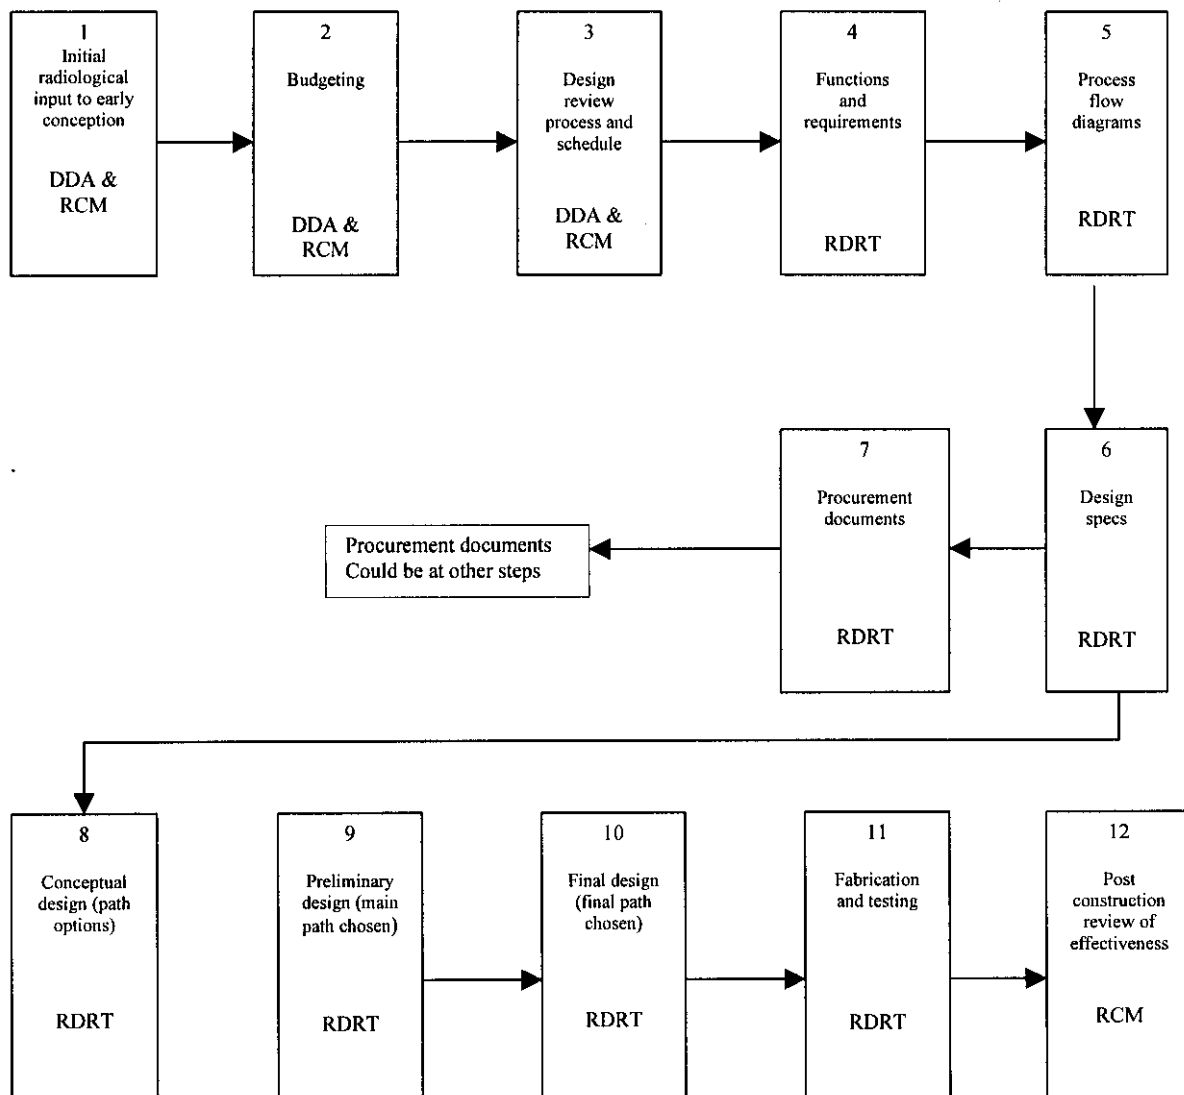 1
Initial
radiological
input to early
conception
DDA &
RCM
2
Budgeting
DDA &
RCM
3
Design
review
process and
schedule
DDA &
RCM
4
Functions
and
requirements
RDRT
5
Process
flow
diagrams
RDRT
7
Procurement
documents
RDRT
6
Design
specs
RDRT
Procurement documents
Could be at other steps
8
Conceptual
design (path
options)
RDRT
9
Preliminary
design (main
path chosen)
RDRT
10
Final design
(final path
chosen)
RDRT
11
Fabrication
and testing
RDRT
12
Post
construction
review of
effectiveness
RCM